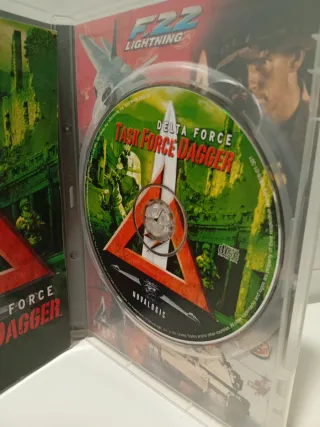 F22
LIGHTNING
DELTA FORCE
TASK FORCE DAGGER
NOVALOGIC
FORCE
DAGGER